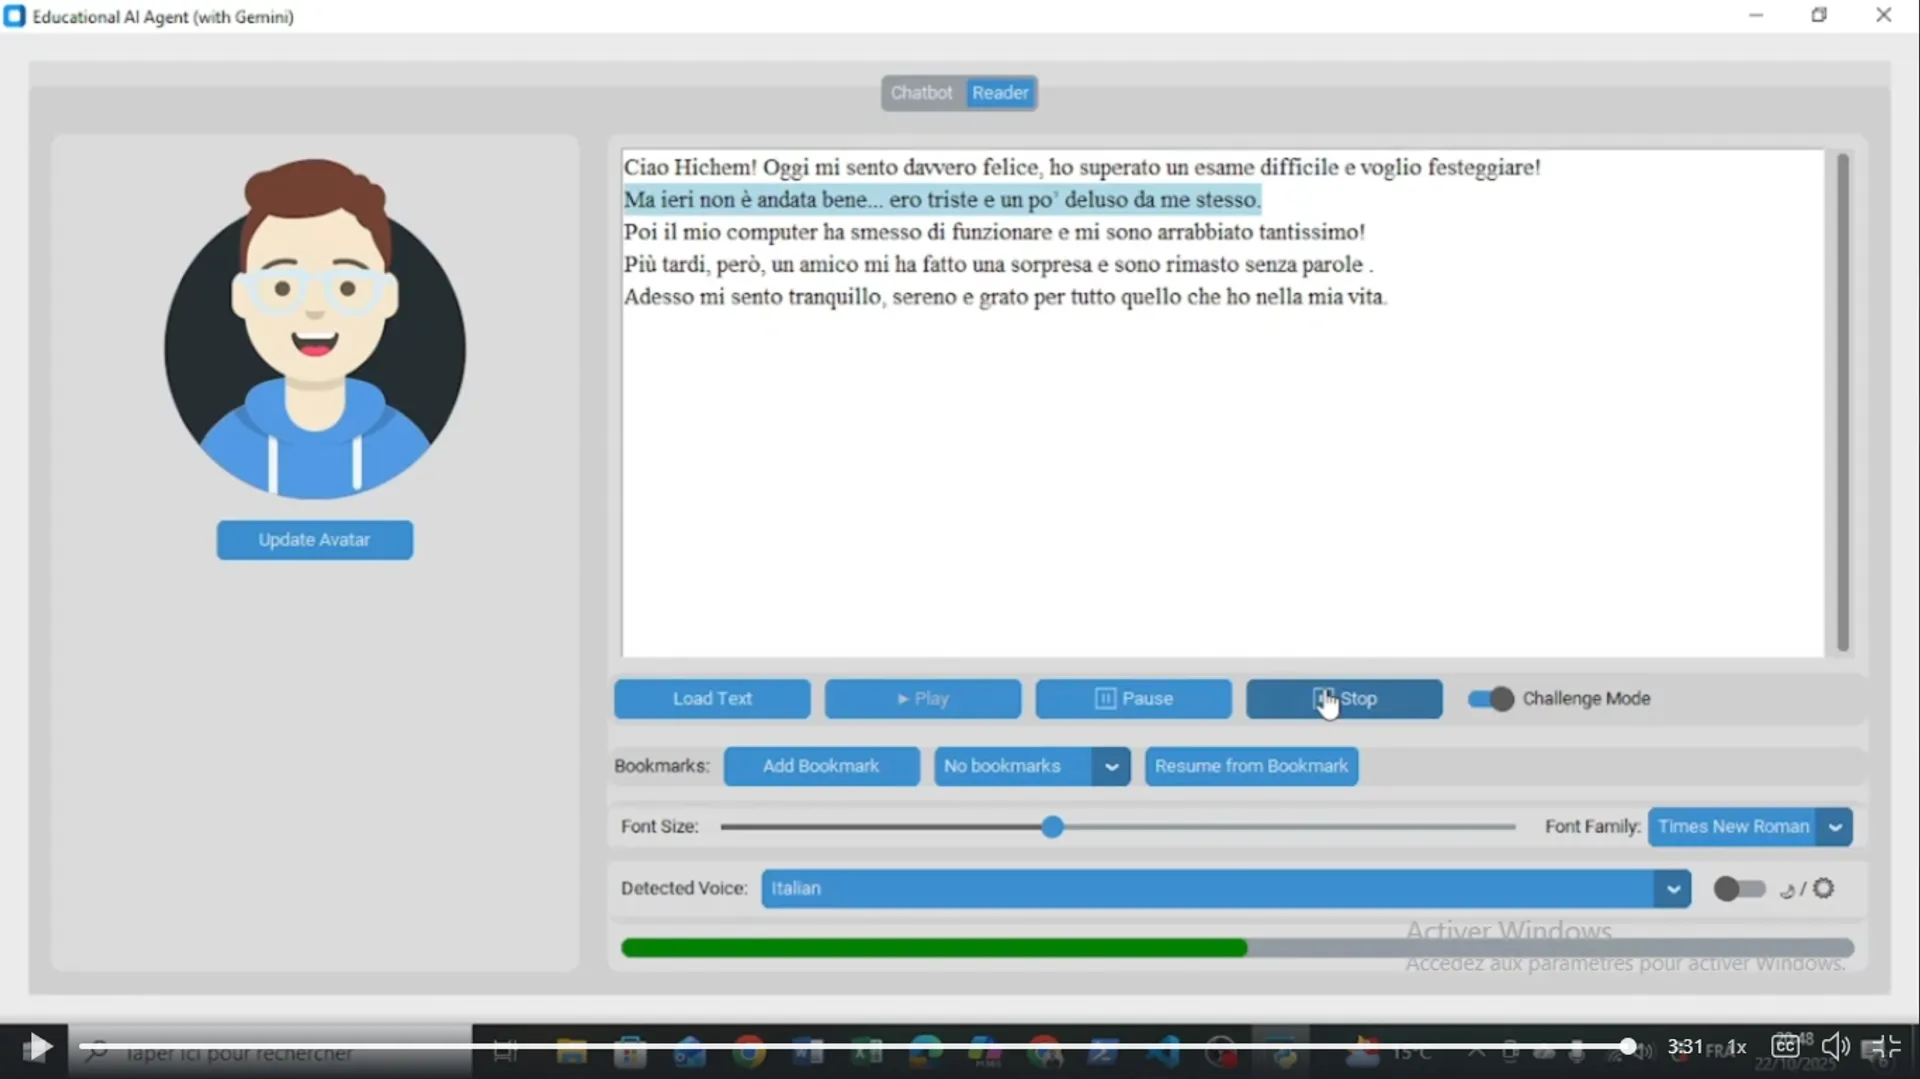 Educational AI Agent (with Gemini)
Chatbot Reader
Ciao Hichem! Oggi mi sento davvero felice, ho superato un esame difficile e voglio festeggiare!
Ma ieri non è andata bene... ero triste e un po' deluso da me stesso.
Poi il mio computer ha smesso di funzionare e mi sono arrabbiato tantissimo!
Più tardi, però, un amico mi ha fatto una sorpresa e sono rimasto senza parole .
Adesso mi sento tranquillo, sereno e grato per tutto quello che ho nella mia vita.
Update Avatar
Load Text Play Pause Stop Challenge Mode
Bookmarks: Add Bookmark No bookmarks Resume from Bookmark
Font Size: Font Family: Times New Roman
Detected Voice: Italian /
Activer Windows
Accédez aux paramètres pour activer Windows.
Taper ici pour rechercher 15°C 3:31 FRA 1x CC
22/10/2025